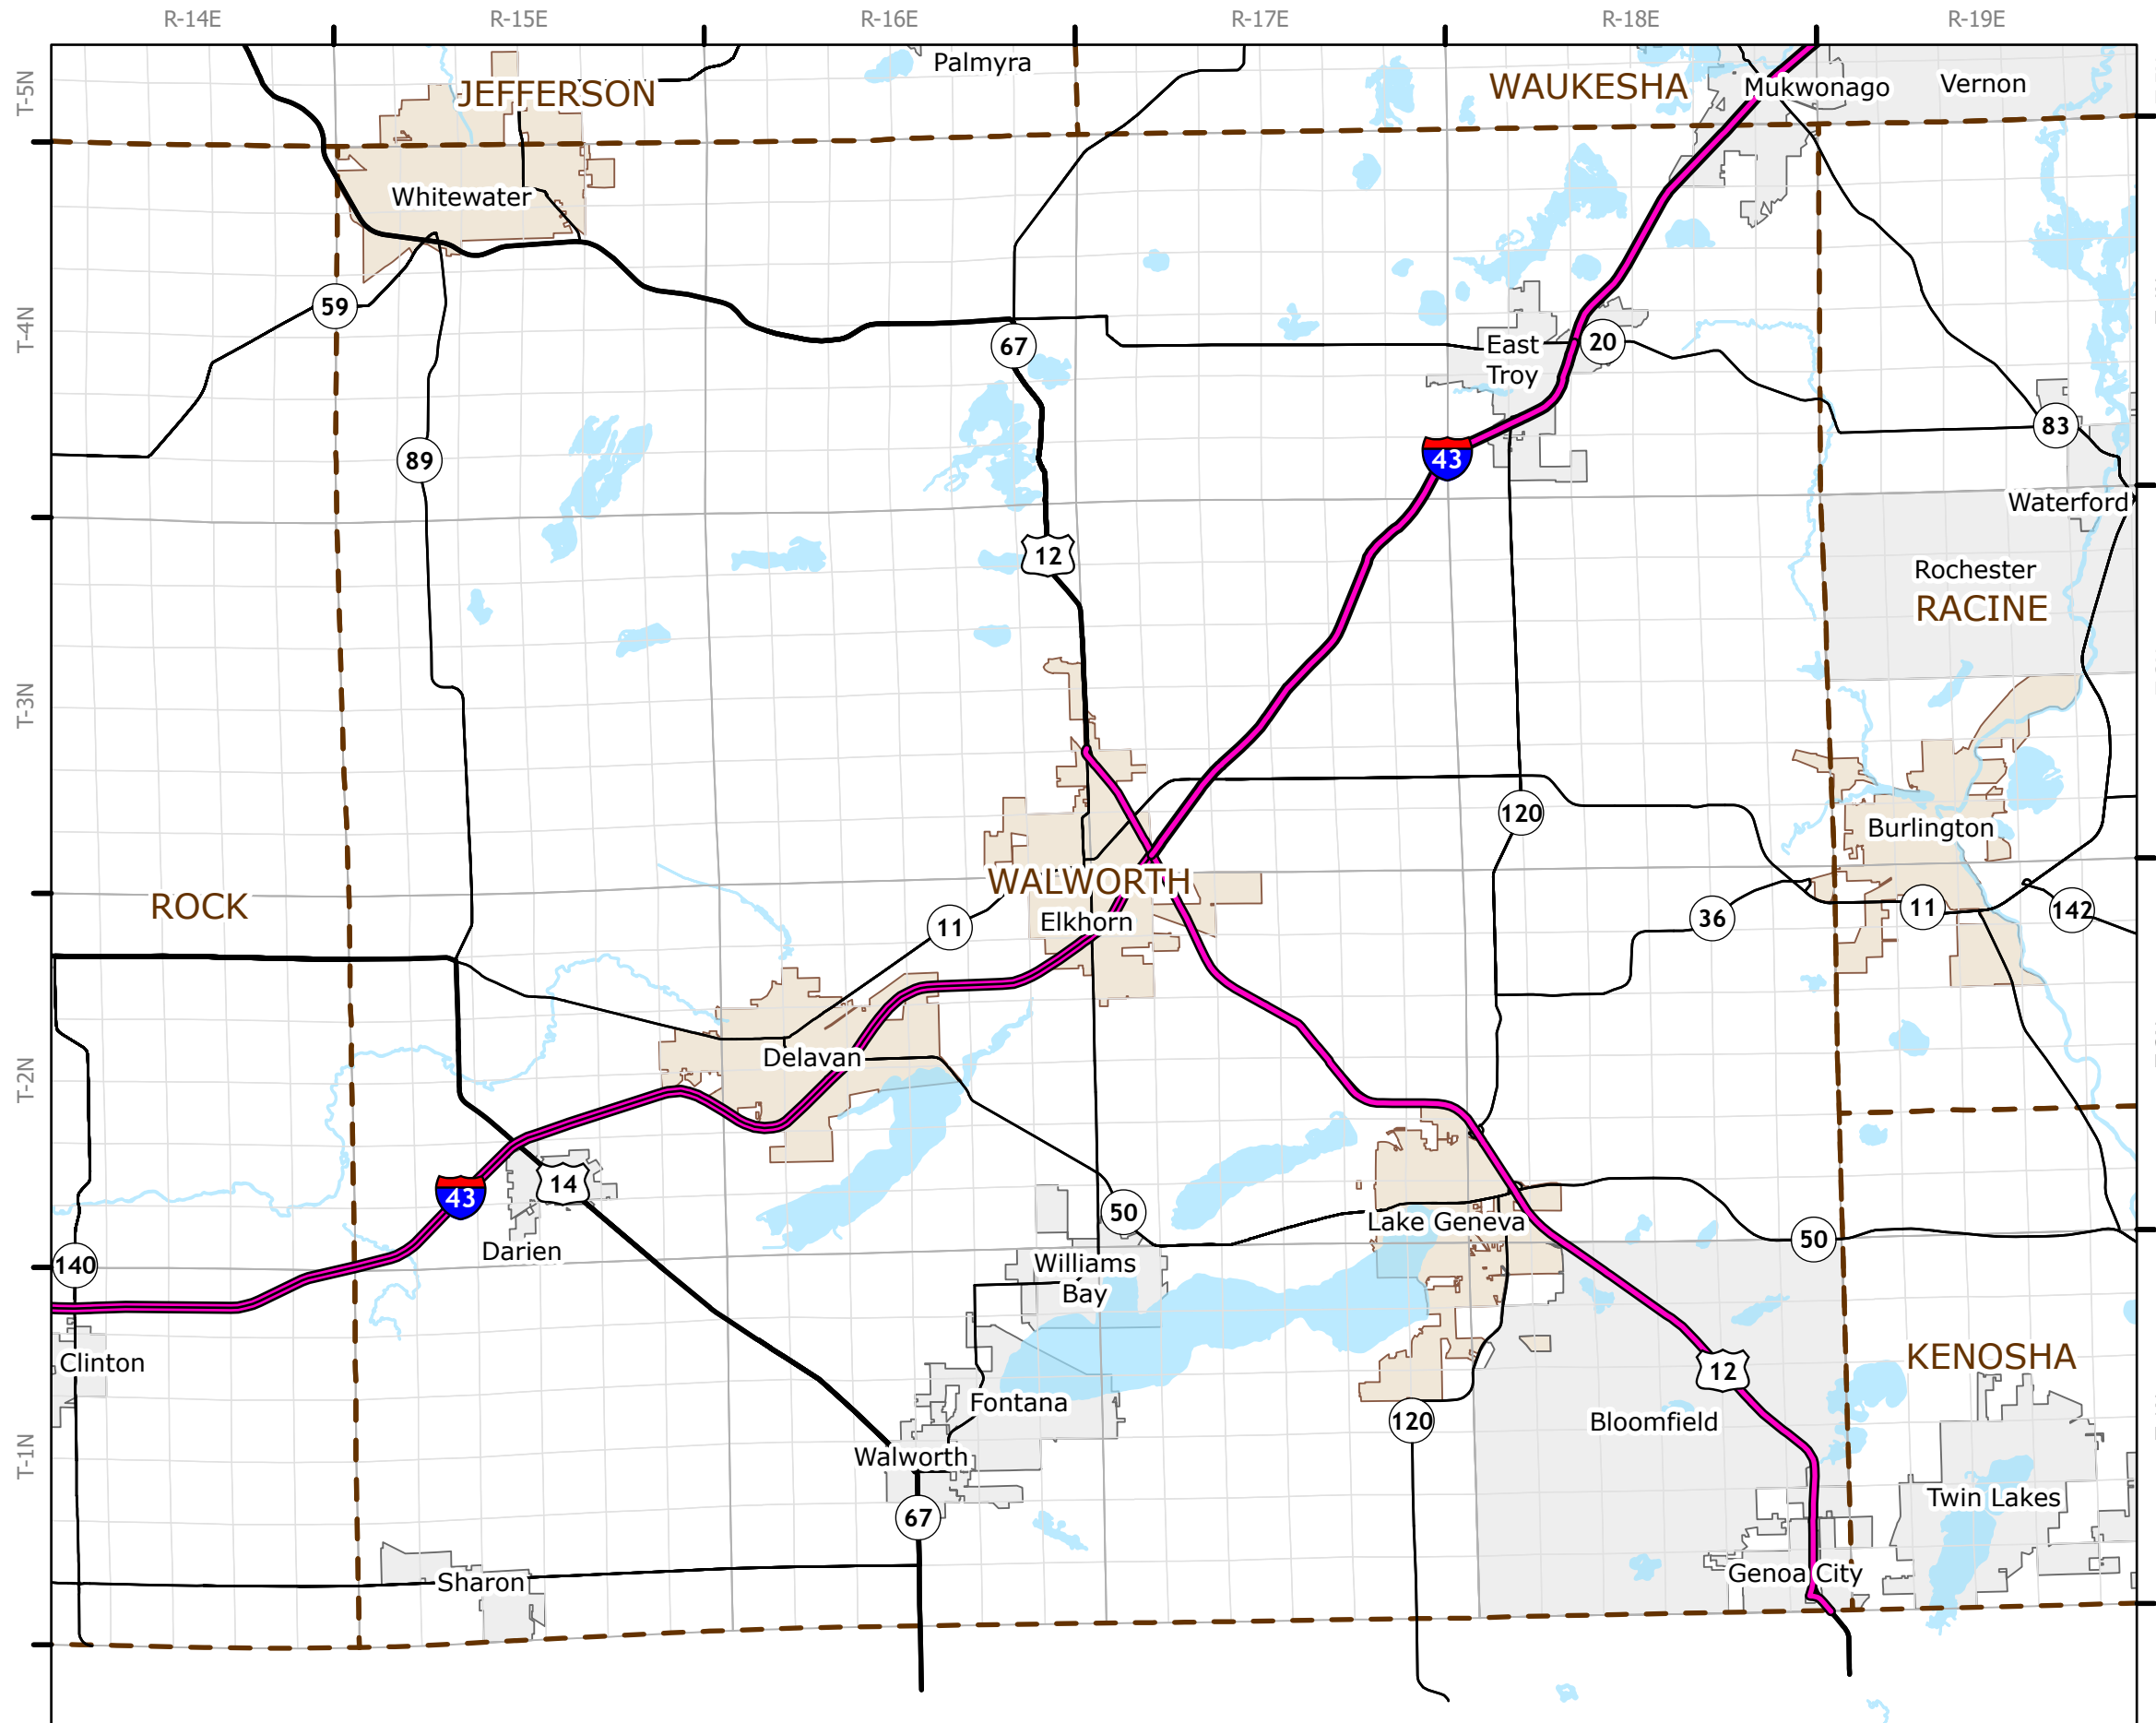 R-14E
R-15E
R-16E
R-17E
R-18E
R-19E
T-5N
T-4N
T-3N
T-2N
T-1N
Palmyra
JEFFERSON
WAUKESHA
Mukwonago
Vernon
Whitewater
59
67
East
Troy
20
83
89
43
Waterford
12
Rochester
RACINE
120
Burlington
WALWORTH
ROCK
Elkhorn
11
36
11
142
Delavan
14
43
50
Lake Geneva
Darien
50
140
Williams
Bay
Clinton
KENOSHA
12
Fontana
120
Bloomfield
Walworth
Twin Lakes
67
Genoa City
Sharon